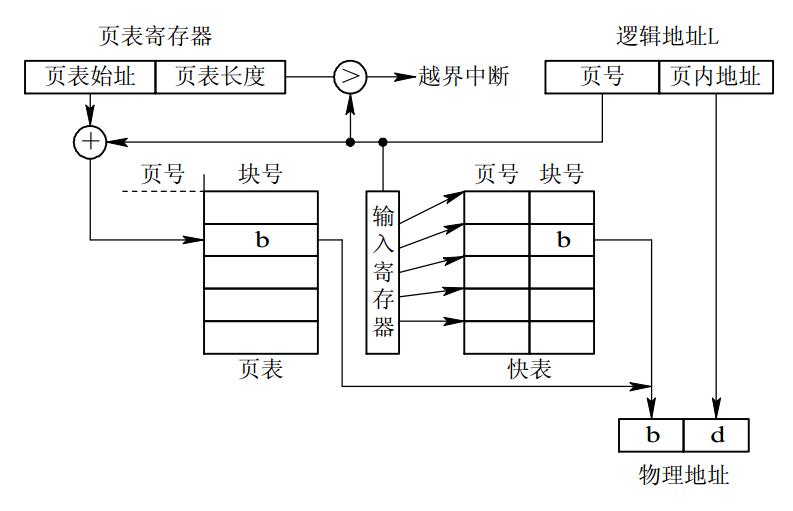 页表寄存器
逻辑地址L
页表始址 页表长度 > 越界中断 页号 页内地址
+
页号 块号 页号 块号
输入寄存器
b b
页表 快表
b d
物理地址